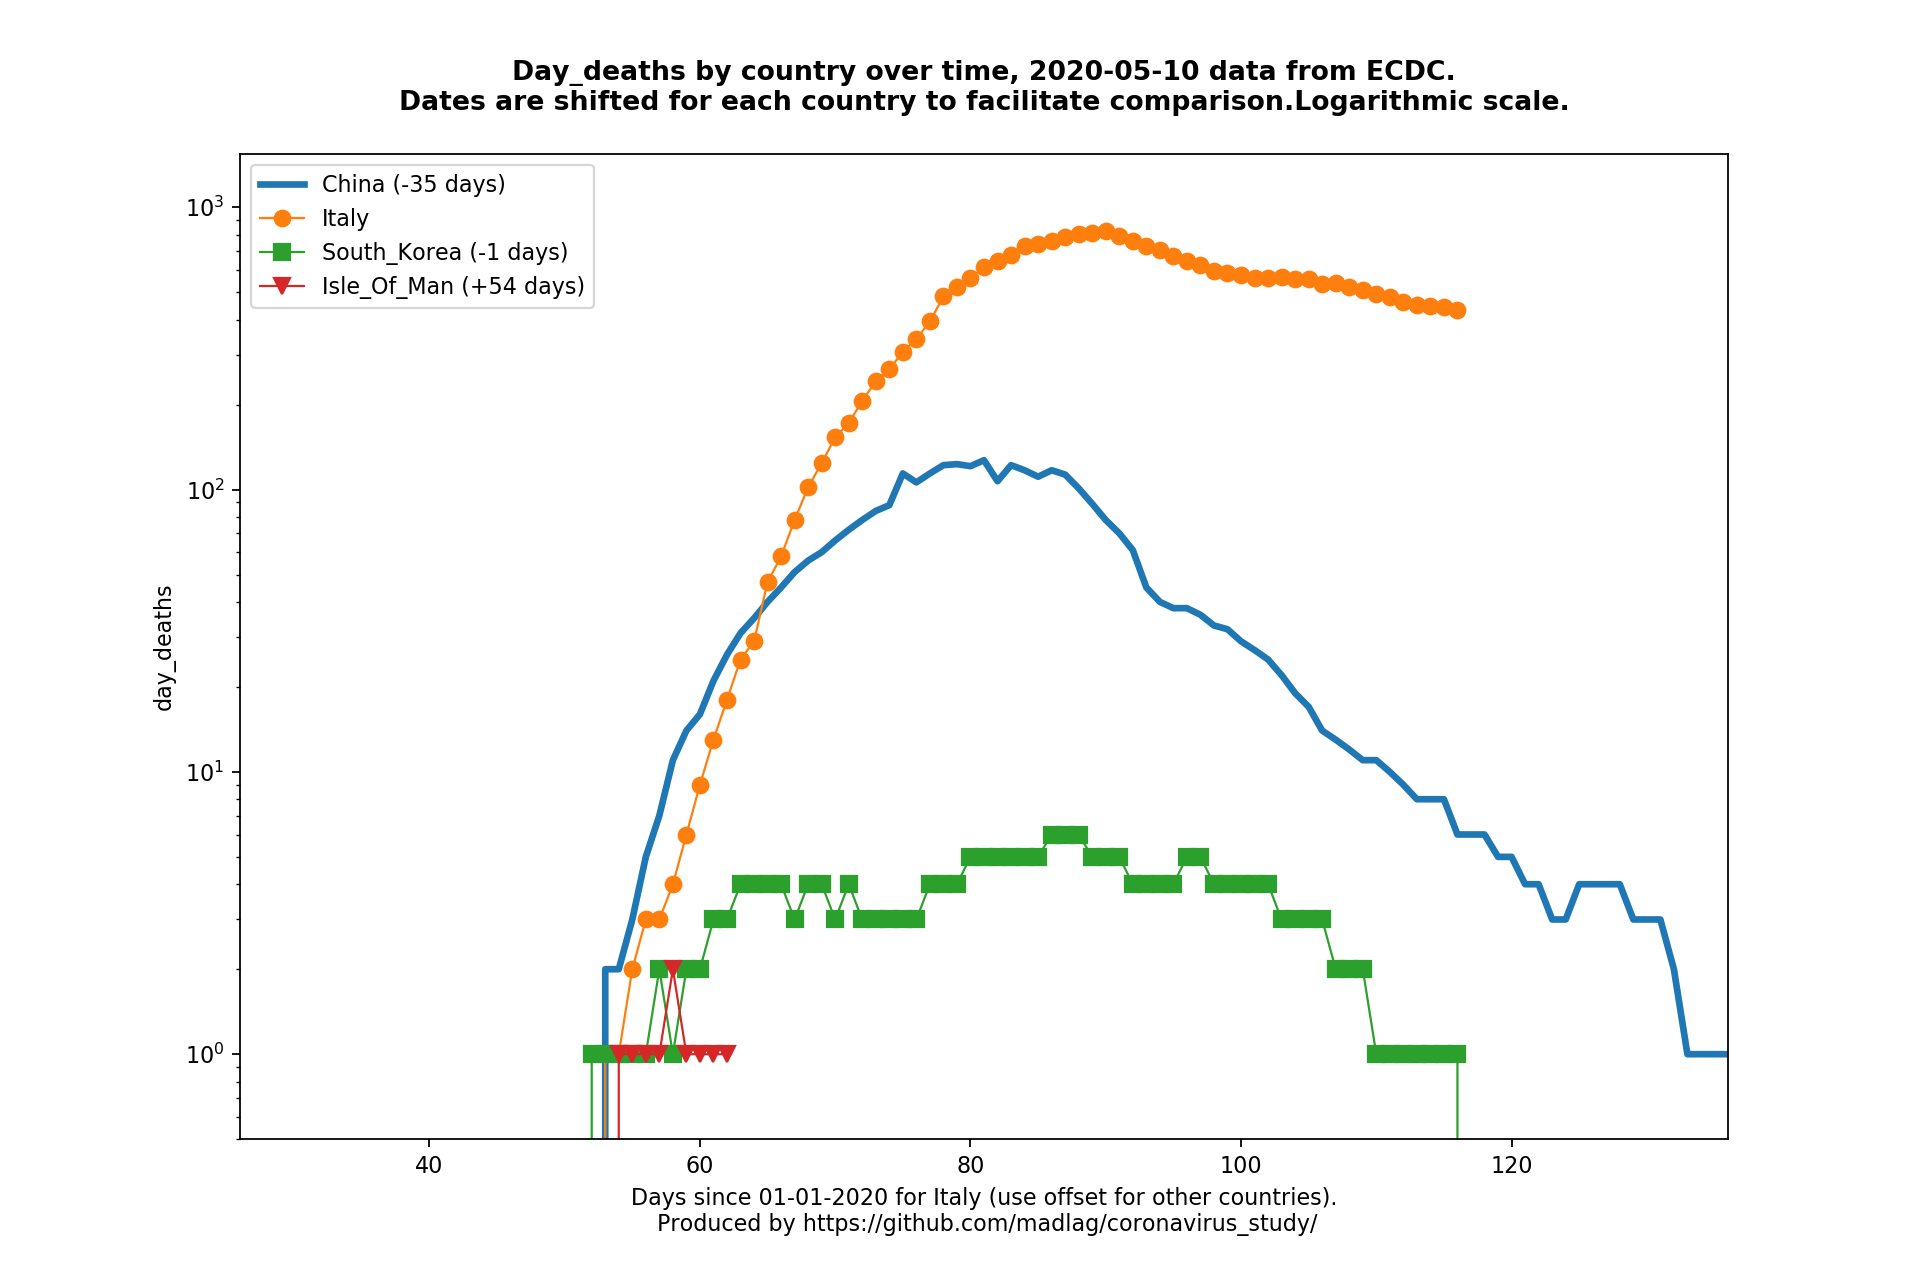 Day_deaths by country over time, 2020-05-10 data from ECDC.
Dates are shifted for each country to facilitate comparison.Logarithmic scale.
China (-35 days)
Italy
South_Korea (-1 days)
Isle_Of_Man (+54 days)
10³
10²
10¹
10⁰
day_deaths
40 60 80 100 120
Days since 01-01-2020 for Italy (use offset for other countries).
Produced by https://github.com/madlag/coronavirus_study/